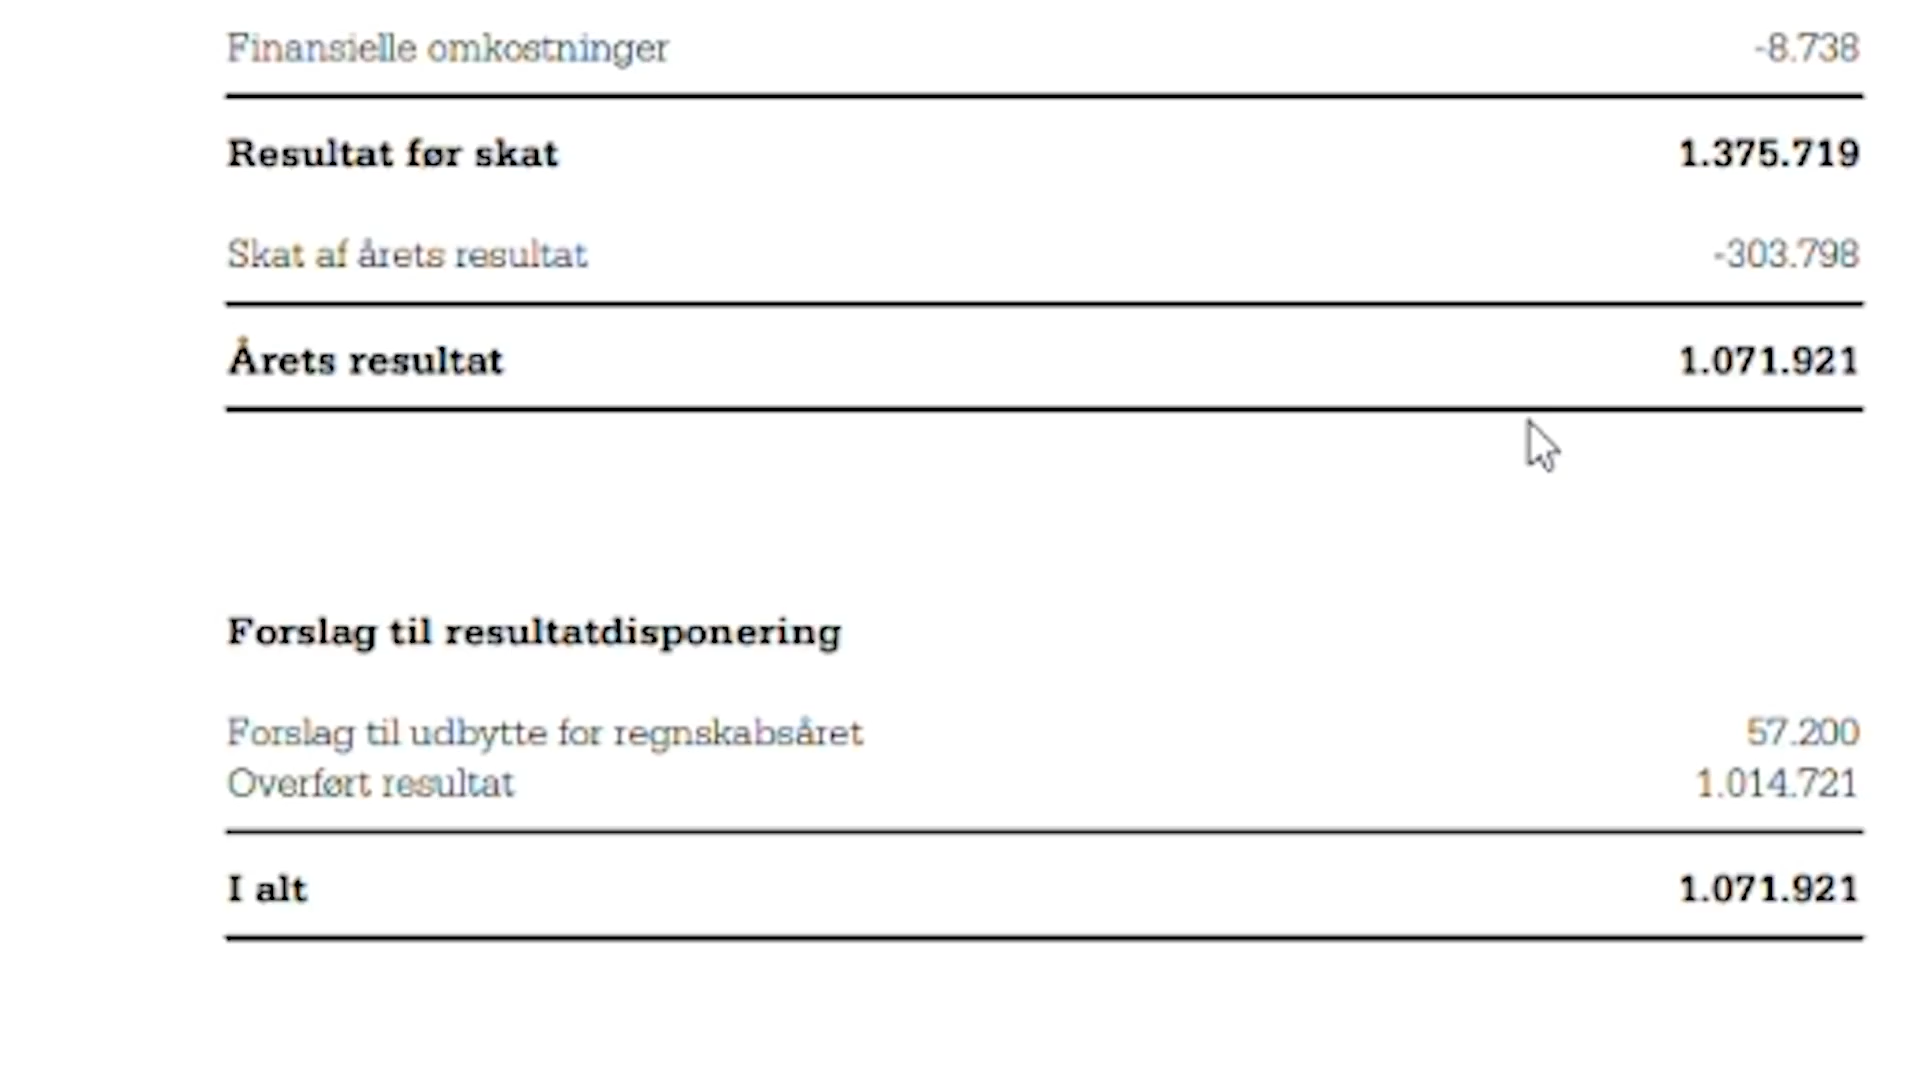 Finansielle omkostninger -8.738
Resultat før skat 1.375.719
Skat af årets resultat -303.798
Årets resultat 1.071.921
Forslag til resultatdisponering
Forslag til udbytte for regnskabsåret 57.200
Overført resultat 1.014.721
I alt 1.071.921